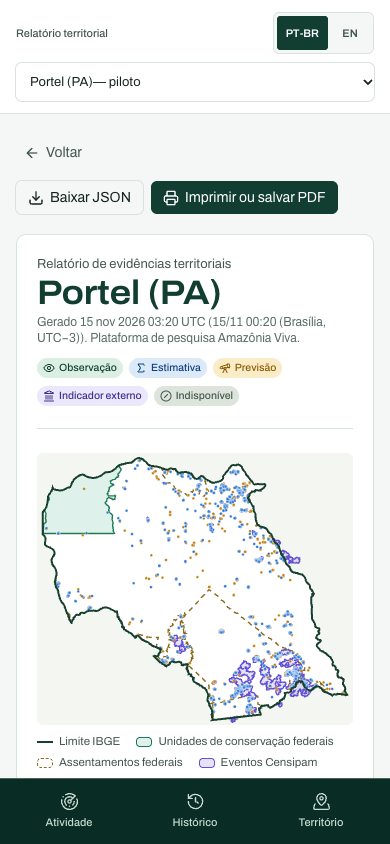 Relatório territorial
PT-BR
EN
Portel (PA)— piloto
Voltar
Baixar JSON
Imprimir ou salvar PDF
Relatório de evidências territoriais
Portel (PA)
Gerado 15 nov 2026 03:20 UTC (15/11 00:20 (Brasília,
UTC−3)). Plataforma de pesquisa Amazônia Viva.
Observação
Estimativa
Previsão
Indicador externo
Indisponível
Limite IBGE
Unidades de conservação federais
Assentamentos federais
Eventos Censipam
Atividade
Histórico
Território